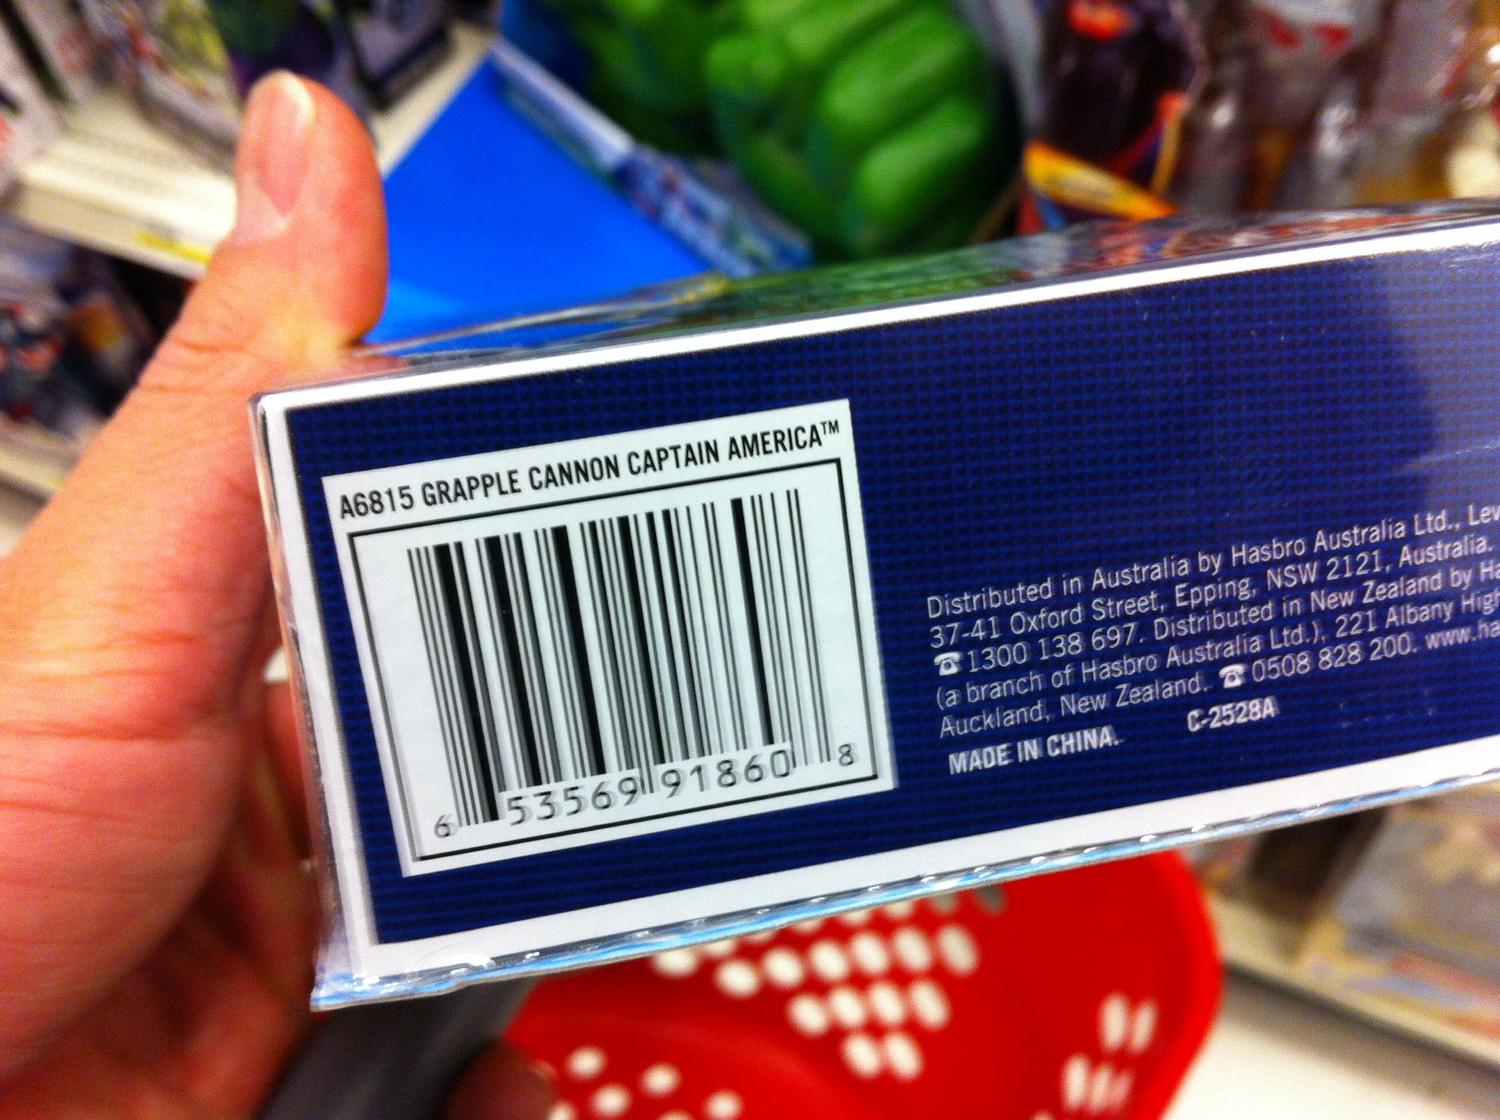 A6815 GRAPPLE CANNON CAPTAIN AMERICA™
6 53569 91860 8
Distributed in Australia by Hasbro Australia Ltd.,
37-41 Oxford Street, Epping, NSW 2121, Australia.
☎1300 138 697. Distributed in New Zealand by
(a branch of Hasbro Australia Ltd.), 221 Albany
Auckland, New Zealand. ☎0508 828 200.
MADE IN CHINA. C-2528A